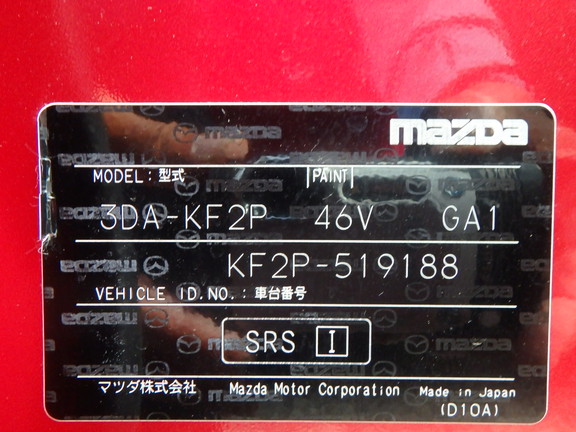 mazda
MODEL: 型式 |PAINT|
3DA-KF2P 46V GA1
KF2P-519188
VEHICLE ID.NO.: 車台番号
SRS I
マツダ株式会社 Mazda Motor Corporation Made in Japan
(D10A)